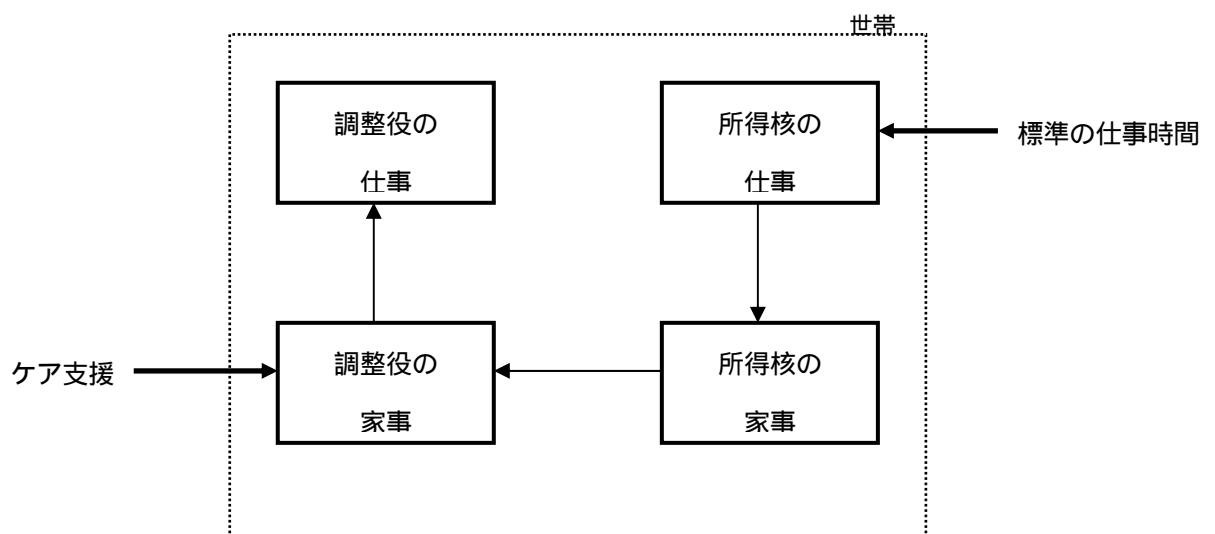 世帯
調整役の
仕事
所得核の
仕事
標準の仕事時間
ケア支援
調整役の
家事
所得核の
家事